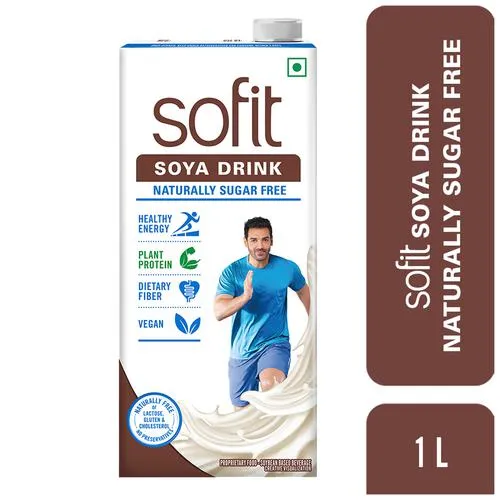 sofit
SOYA DRINK
NATURALLY SUGAR FREE
HEALTHY
ENERGY
PLANT
PROTEIN
DIETARY
FIBER
VEGAN
NATURALLY FREE
of
LACTOSE,
GLUTEN &
CHOLESTEROL
NO PRESERVATIVES
PROPRIETARY FOOD - SOYBEAN BASED BEVERAGE
CREATIVE VISUALIZATION
sofit SOYA DRINK
NATURALLY SUGAR FREE
1 L